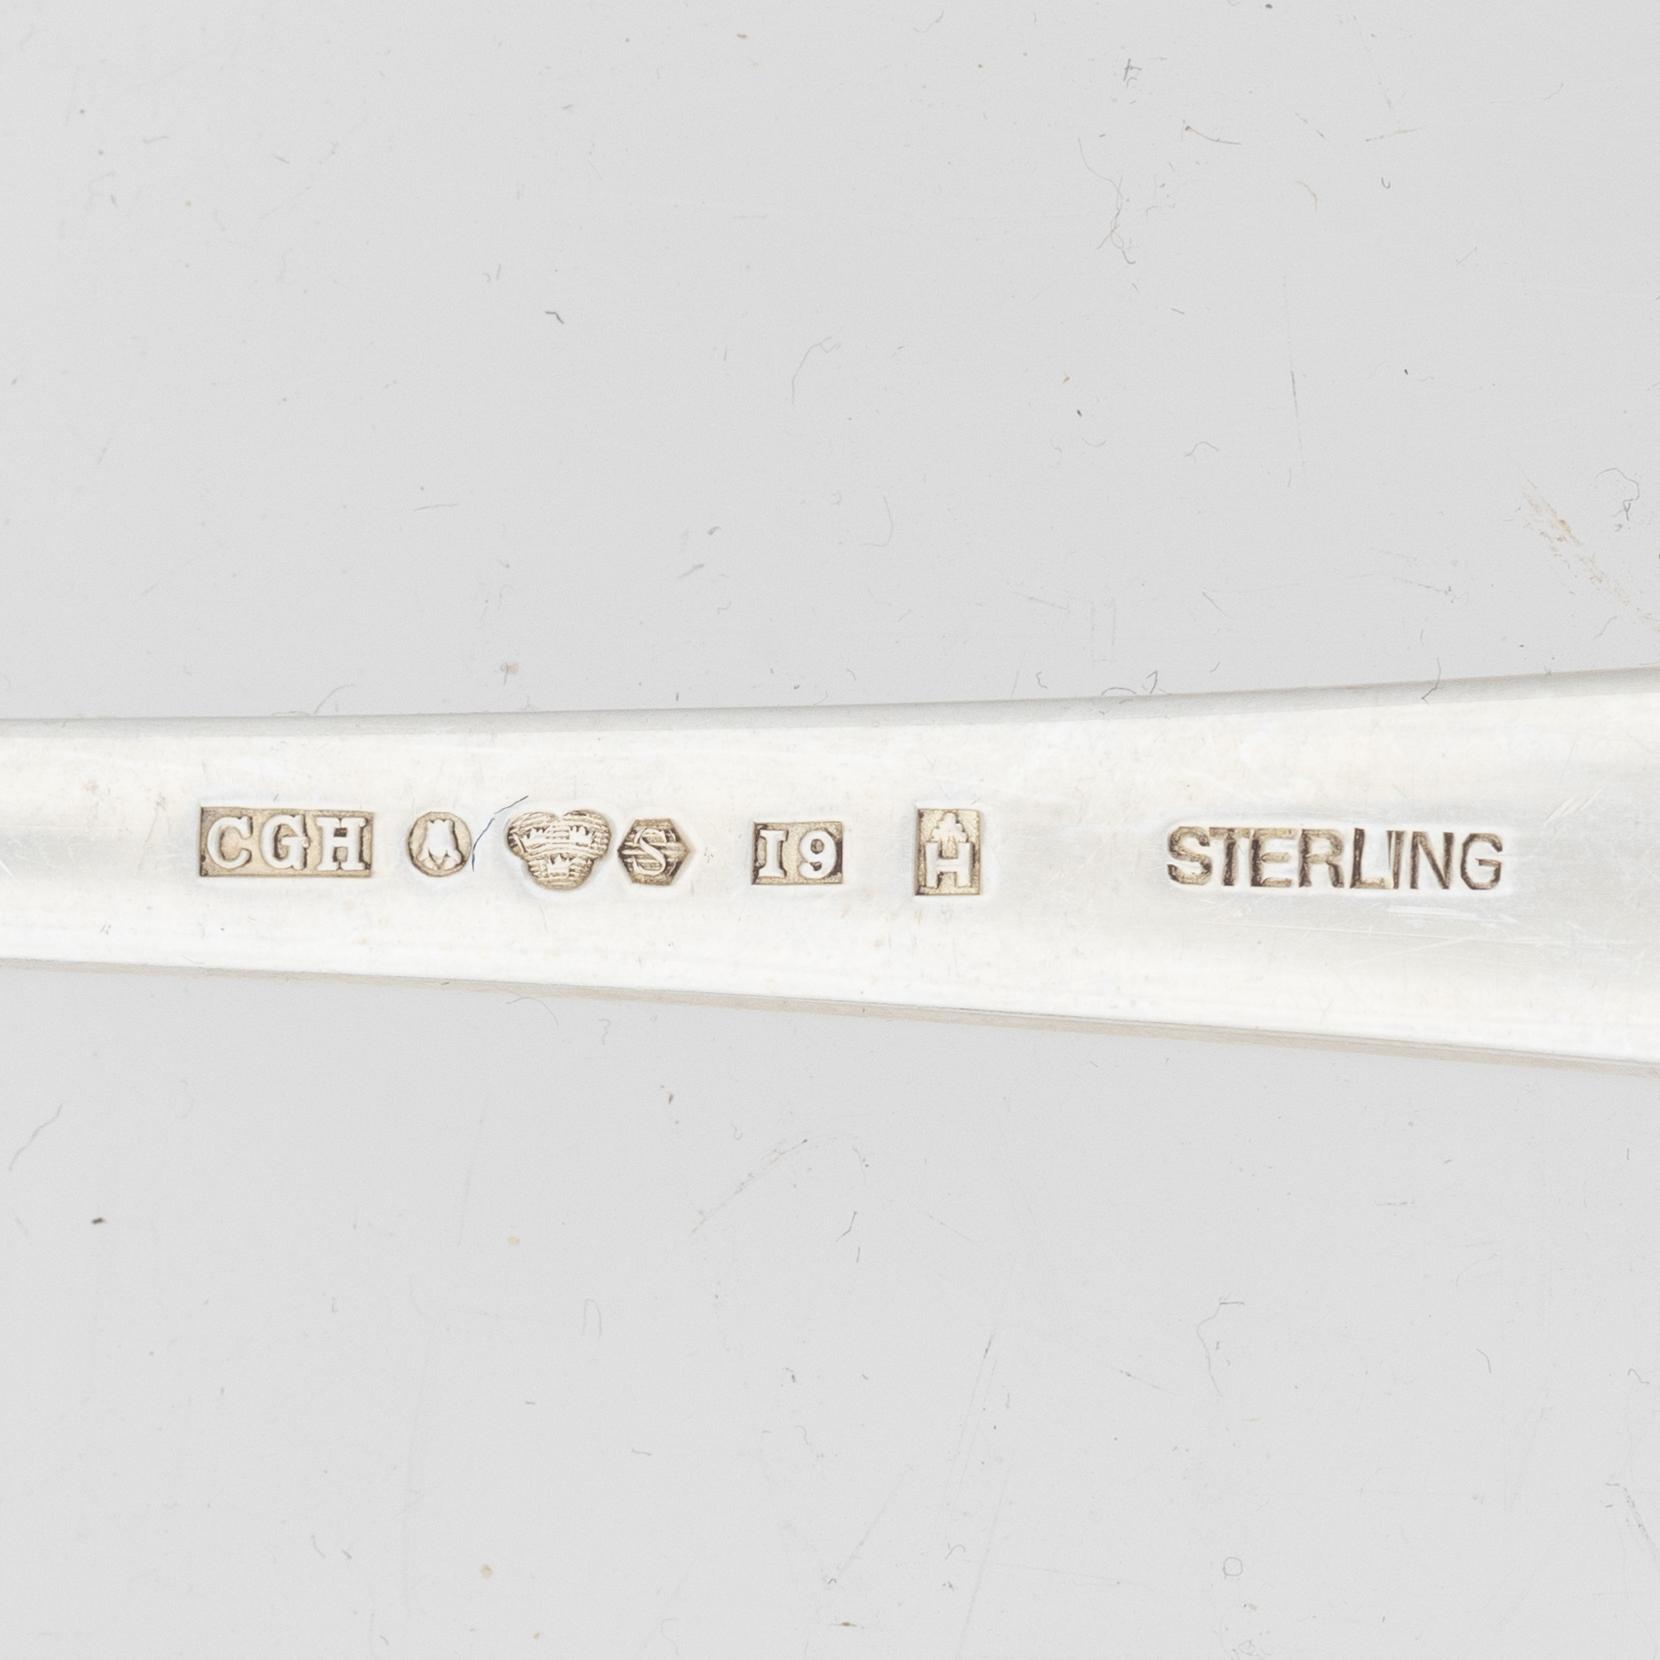 CGH S I9 H STERLING